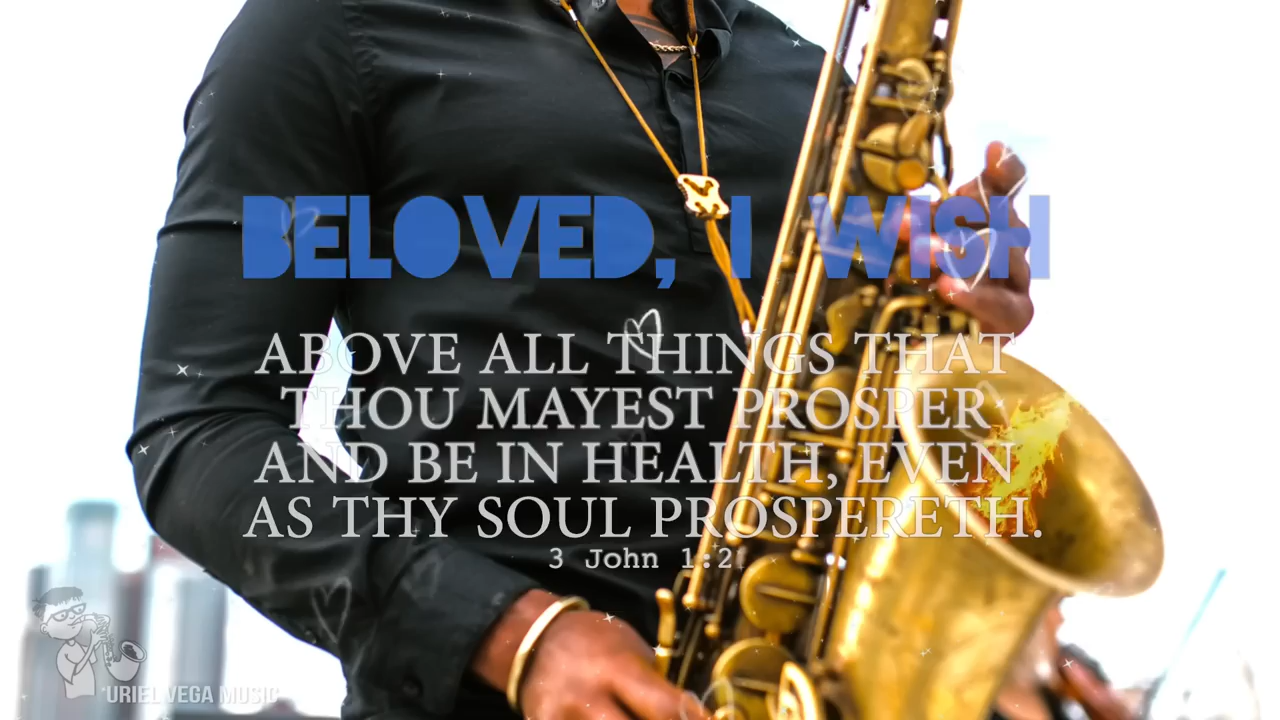 BELOVED, I WISH
ABOVE ALL THINGS THAT
THOU MAYEST PROSPER
AND BE IN HEALTH, EVEN
AS THY SOUL PROSPERETH.
3 John 1:2
URIEL VEGA MUSIC